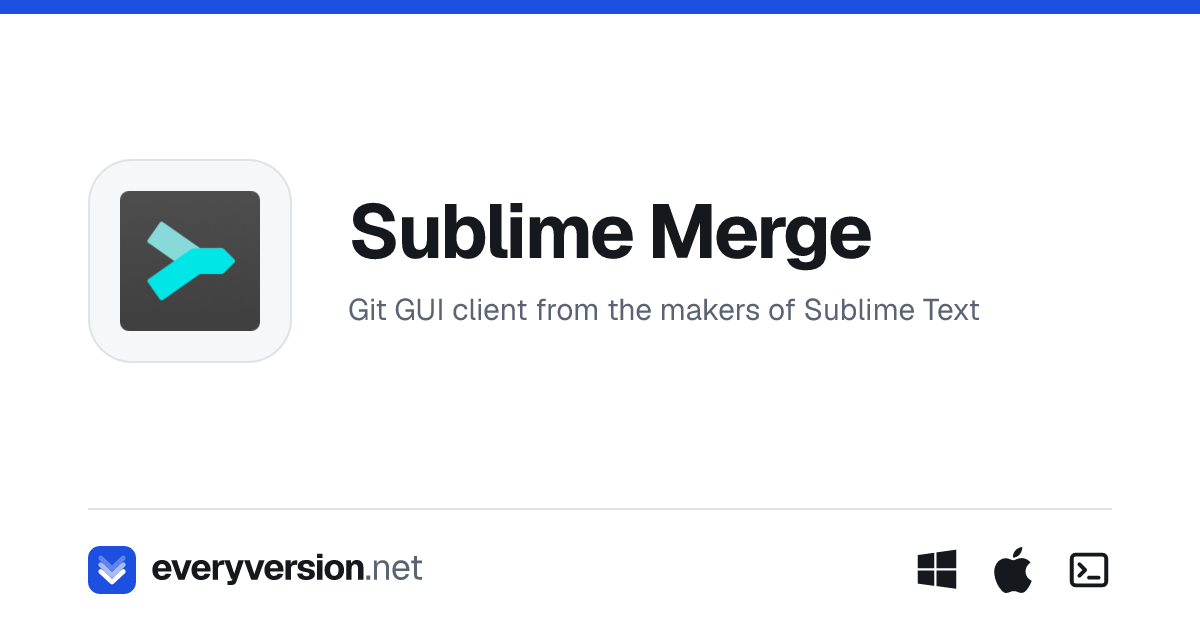 Sublime Merge
Git GUI client from the makers of Sublime Text
everyversion.net